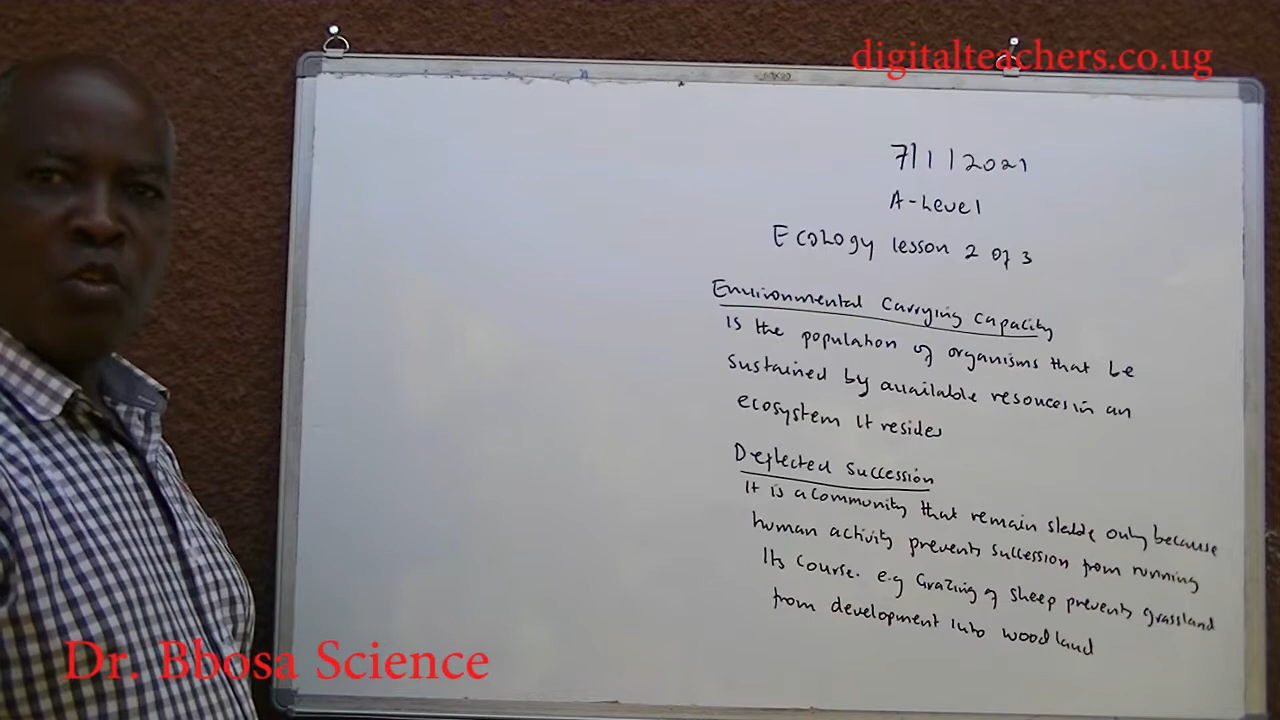 digitalteachers.co.ug
7/1/2021
A-Level
Ecology lesson 2 of 3
Environmental Carrying Capacity
Is the population of organisms that be
sustained by available resouces in an
ecosystem it resides
Deflected Succession
It is a community that remain stable only because
human activity prevents succession from running
Its course. e.g Grazing of sheep prevents grassland
from development into woodland
Dr. Bbosa Science